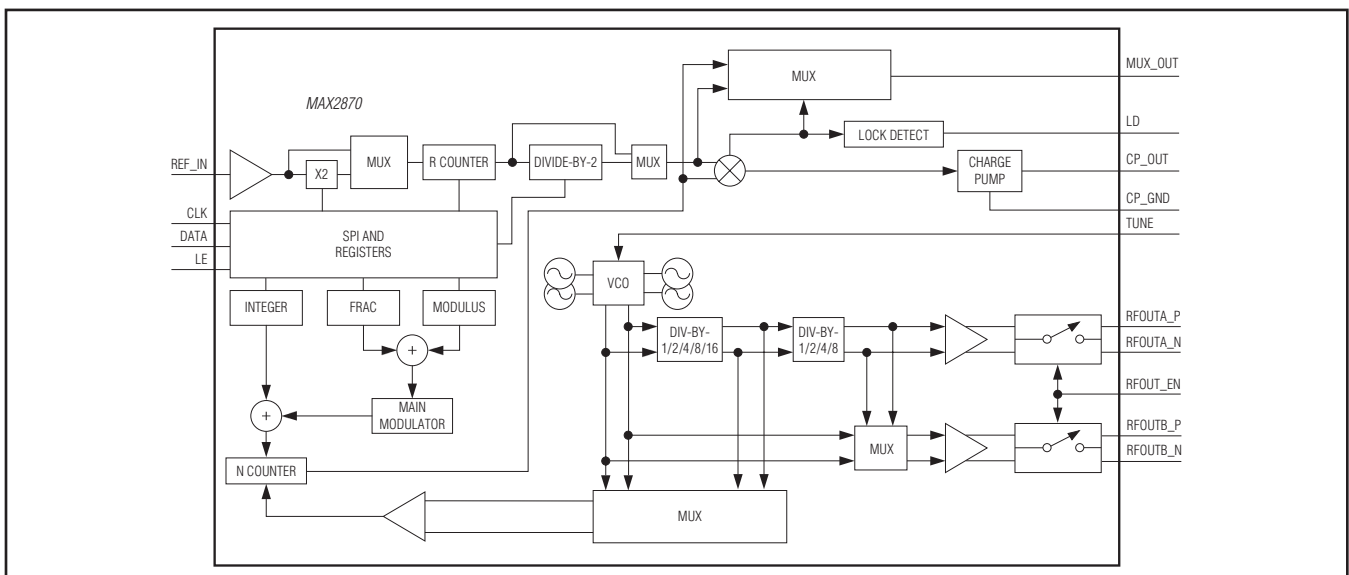 MAX2870
MUX
MUX_OUT
LD
LOCK DETECT
REF_IN
X2
MUX
R COUNTER
DIVIDE-BY-2
MUX
CHARGE
PUMP
CP_OUT
CP_GND
CLK
DATA
LE
SPI AND
REGISTERS
TUNE
VCO
INTEGER
FRAC
MODULUS
DIV-BY-
1/2/4/8/16
DIV-BY-
1/2/4/8
RFOUTA_P
RFOUTA_N
+
RFOUT_EN
MAIN
MODULATOR
+
MUX
RFOUTB_P
RFOUTB_N
N COUNTER
MUX